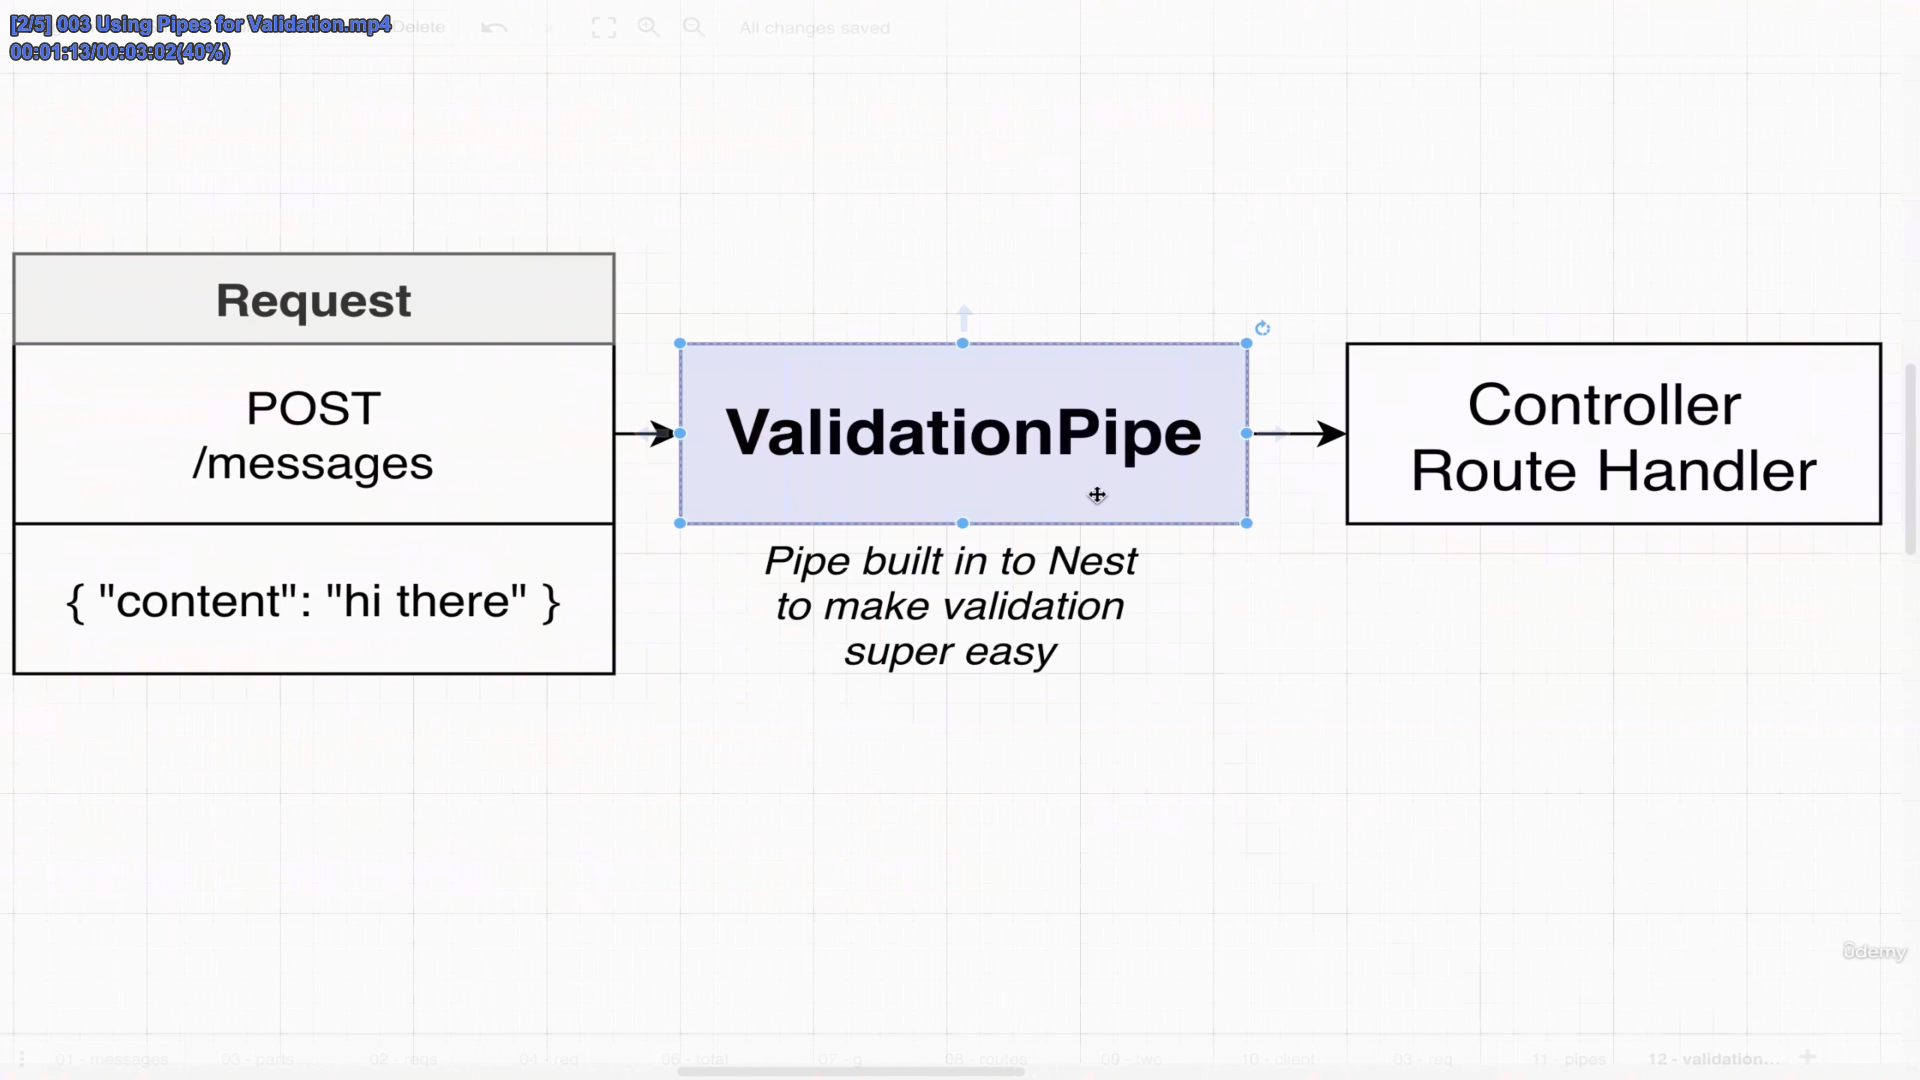 [2/5] 003 Using Pipes for Validation.mp4
00:01:13/00:03:02(40%)
Delete
All changes saved
Request
POST
/messages
{ "content": "hi there" }
ValidationPipe
Pipe built in to Nest
to make validation
super easy
Controller
Route Handler
ûdemy
01 - messages
03 - parts
02 - reqs
04 - req
06 - total
07 - g
08 - routes
09 - two
10 - client
03 - req
11 - pipes
12 - validation...